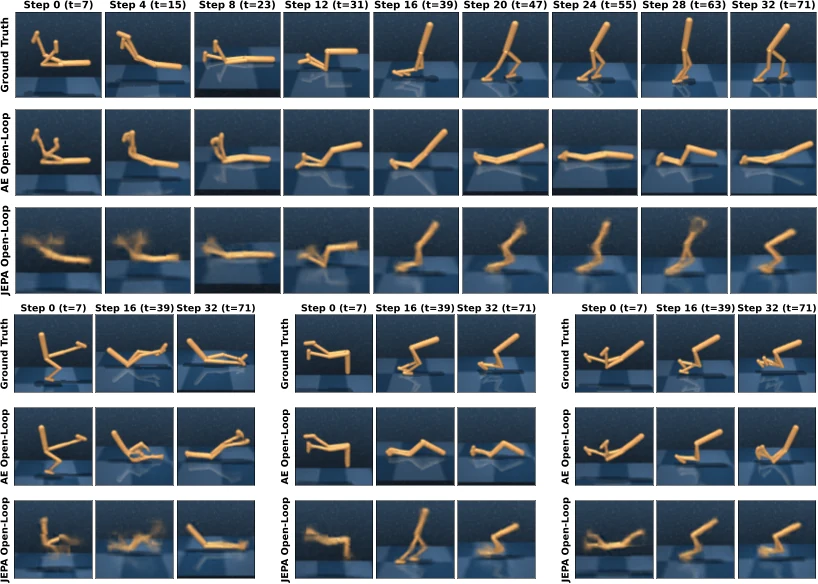 Step 0 (t=7) Step 4 (t=15) Step 8 (t=23) Step 12 (t=31) Step 16 (t=39) Step 20 (t=47) Step 24 (t=55) Step 28 (t=63) Step 32 (t=71)
Ground Truth
AE Open-Loop
JEPA Open-Loop
Step 0 (t=7) Step 16 (t=39) Step 32 (t=71) Step 0 (t=7) Step 16 (t=39) Step 32 (t=71) Step 0 (t=7) Step 16 (t=39) Step 32 (t=71)
Ground Truth Ground Truth Ground Truth
AE Open-Loop AE Open-Loop AE Open-Loop
JEPA Open-Loop JEPA Open-Loop JEPA Open-Loop